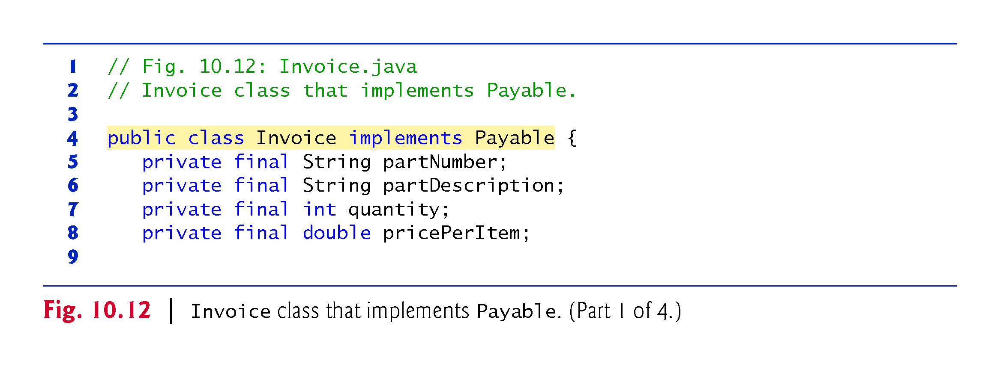 1 // Fig. 10.12: Invoice.java
2 // Invoice class that implements Payable.
3
4 public class Invoice implements Payable {
5    private final String partNumber;
6    private final String partDescription;
7    private final int quantity;
8    private final double pricePerItem;
9
Fig. 10.12 | Invoice class that implements Payable. (Part 1 of 4.)